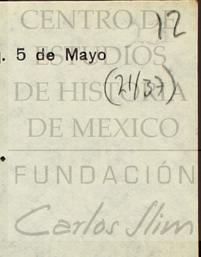 CENTRO DE
12
. 5 de Mayo
ESTUDIOS
(21/37)
DE HISTORIA
DE MEXICO
FUNDACIÓN
Carlos Slim